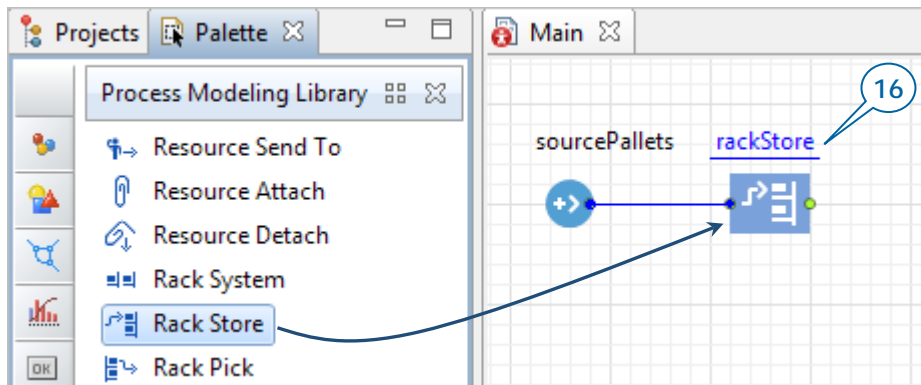 Projects Palette
Main
Process Modeling Library
16
Resource Send To
sourcePallets rackStore
Resource Attach
Resource Detach
Rack System
Rack Store
OK
Rack Pick